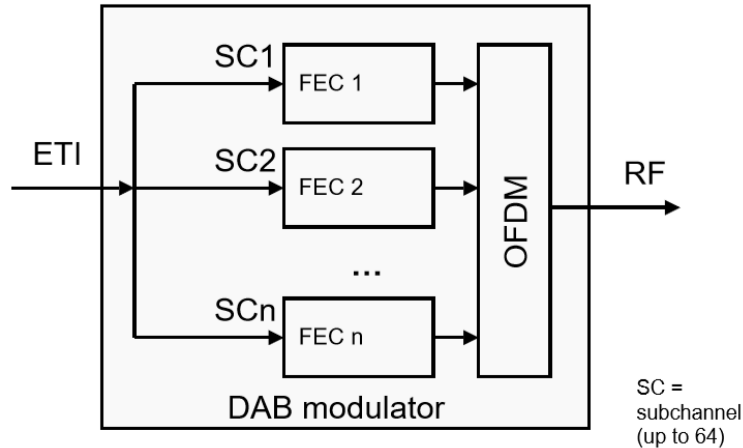 SC1
FEC 1
ETI
SC2
FEC 2
RF
OFDM
...
SCn
FEC n
DAB modulator
SC =
subchannel
(up to 64)